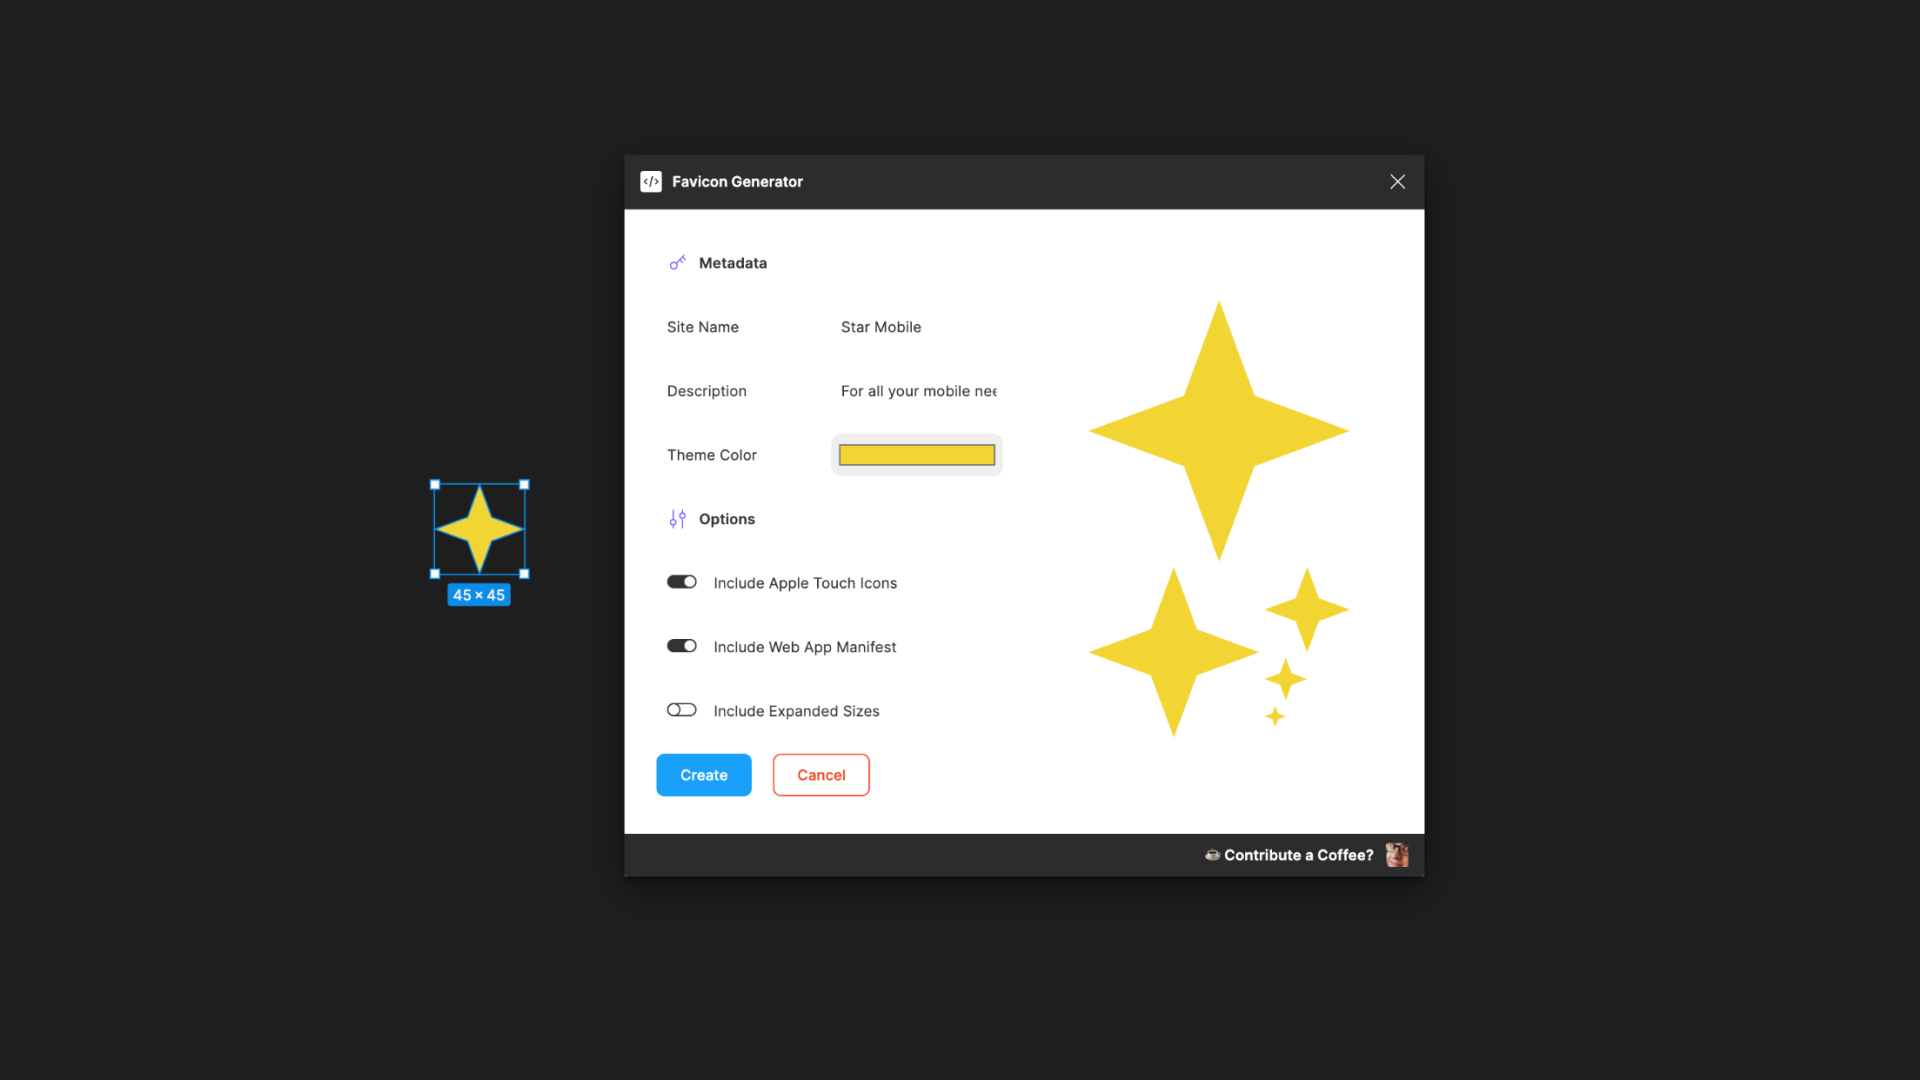 </> Favicon Generator
Metadata
Site Name Star Mobile
Description For all your mobile nee
Theme Color
Options
Include Apple Touch Icons
Include Web App Manifest
Include Expanded Sizes
Create Cancel
Contribute a Coffee?
45 × 45